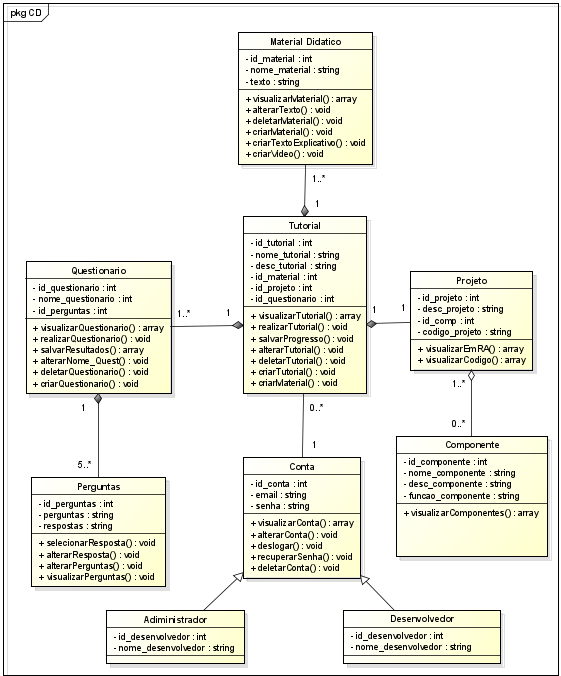 pkg CD
Material Didatico
- id_material : int
- nome_material : string
- texto : string
+ visualizarMaterial() : array
+ alterarTexto() : void
+ deletarMaterial() : void
+ criarMaterial() : void
+ criarTextoExplicativo() : void
+ criarVideo() : void
1..*
1
Tutorial
- id_tutorial : int
- nome_tutorial : string
- desc_tutorial : string
- id_material : int
- id_projeto : int
- id_questionario : int
+ visualizarTutorial() : array
+ realizarTutorial() : void
+ salvarProgresso() : void
+ alterarTutorial() : void
+ deletarTutorial() : void
+ criarTutorial() : void
+ criarMaterial() : void
Questionario
- id_questionario : int
- nome_questionario : int
- id_perguntas : int
+ visualizarQuestionario() : array
+ realizarQuestionario() : void
+ salvarResultados() : array
+ alterarNome_Quest() : void
+ deletarQuestionario() : void
+ criarQuestionario() : void
1..*
1
1
1
Projeto
- id_projeto : int
- desc_projeto : string
- id_comp : int
- codigo_projeto : string
+ visualizarEmRA() : array
+ visualizarCodigo() : array
1
5..*
0..*
1
1..*
0..*
Perguntas
- id_perguntas : int
- perguntas : string
- respostas : string
+ selecionarResposta() : void
+ alterarResposta() : void
+ alterarPerguntas() : void
+ visualizarPerguntas() : void
Conta
- id_conta : int
- email : string
- senha : string
+ visualizarConta() : array
+ alterarConta() : void
+ deslogar() : void
+ recuperarSenha() : void
+ deletarConta() : void
Componente
- id_componente : int
- nome_componente : string
- desc_componente : string
- funcao_componente : string
+ visualizarComponentes() : array
Adiministrador
- id_desenvolvedor : int
- nome_desenvolvedor : string
Desenvolvedor
- id_desenvolvedor : int
- nome_desenvolvedor : string